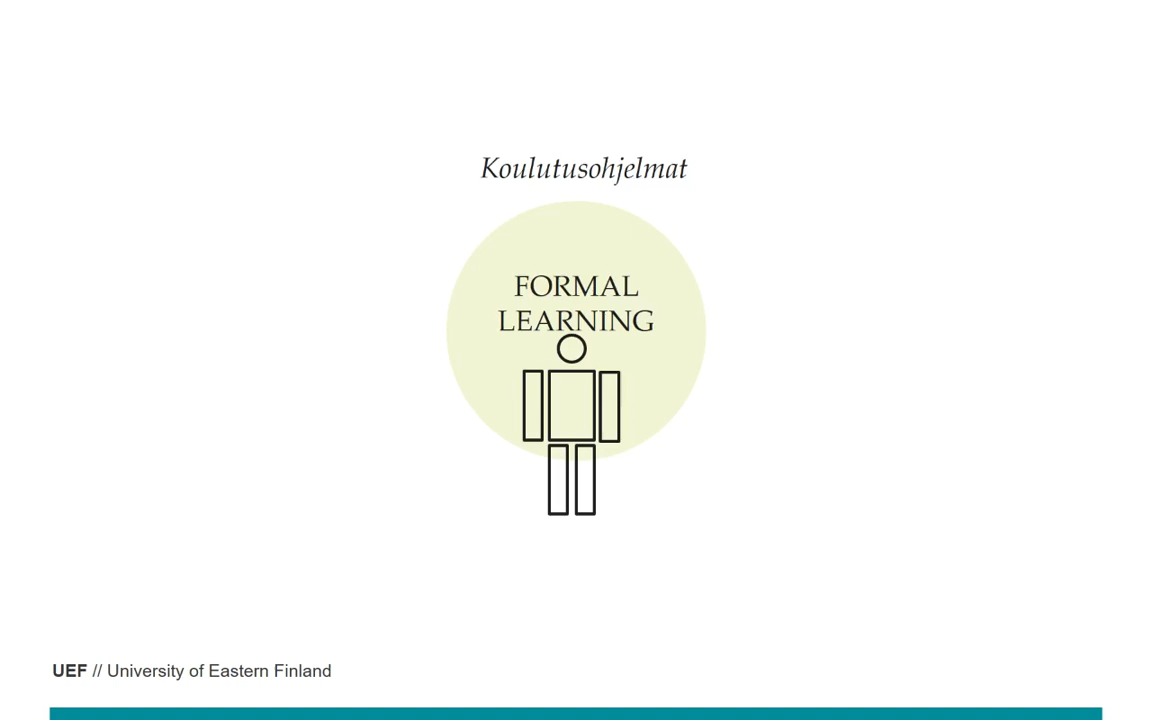 Koulutusohjelmat
FORMAL
LEARNING
UEF // University of Eastern Finland